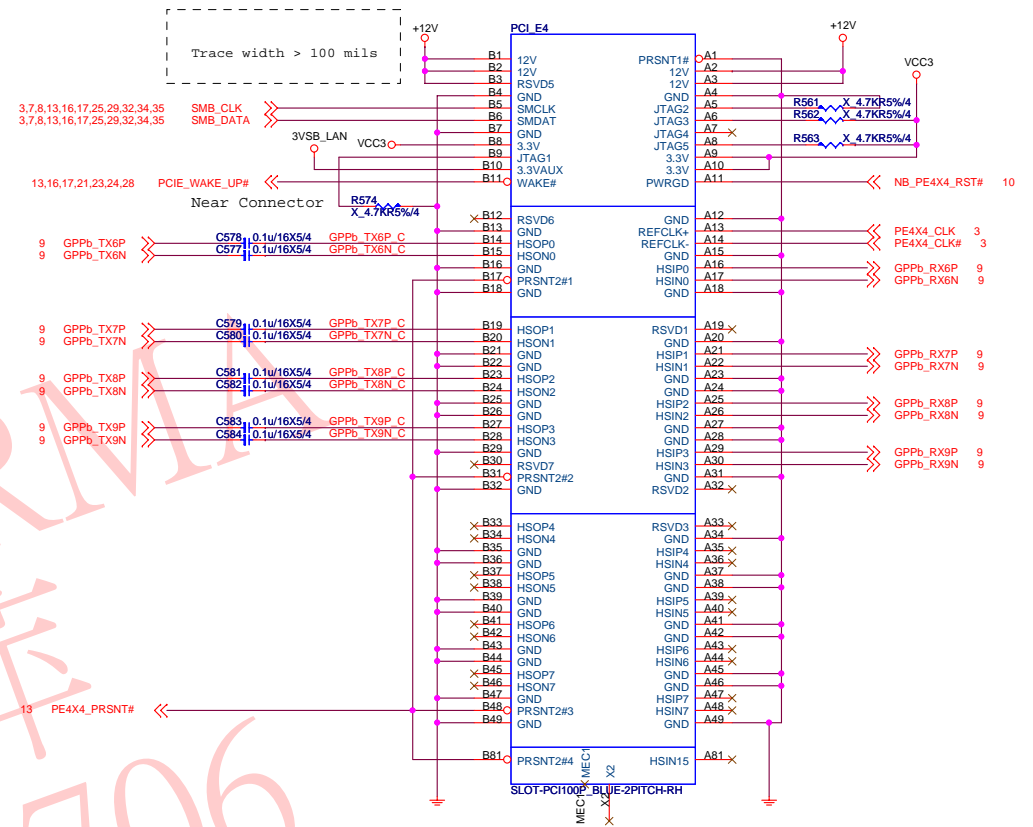 Trace width > 100 mils
+12V
PCI_E4
+12V
VCC3
B1 12V PRSNT1# A1
B2 12V 12V A2
B3 RSVD5 12V A3
B4 GND GND A4
3,7,8,13,16,17,25,29,32,34,35 SMB_CLK B5 SMCLK JTAG2 A5 R561 X_4.7KR5%/4
3,7,8,13,16,17,25,29,32,34,35 SMB_DATA B6 SMDAT JTAG3 A6 R562 X_4.7KR5%/4
B7 GND JTAG4 A7
3VSB_LAN VCC3 B8 3.3V JTAG5 A8 R563 X_4.7KR5%/4
B9 JTAG1 3.3V A9
B10 3.3VAUX 3.3V A10
13,16,17,21,23,24,28 PCIE_WAKE_UP# B11 WAKE# PWRGD A11 NB_PE4X4_RST# 10
Near Connector R574 X_4.7KR5%/4
B12 RSVD6 GND A12
B13 GND REFCLK+ A13 PE4X4_CLK 3
9 GPPb_TX6P C578 0.1u/16X5/4 GPPb_TX6P_C B14 HSOP0 REFCLK- A14 PE4X4_CLK# 3
9 GPPb_TX6N C577 0.1u/16X5/4 GPPb_TX6N_C B15 HSON0 GND A15
B16 GND HSIP0 A16 GPPb_RX6P 9
B17 PRSNT2#1 HSIN0 A17 GPPb_RX6N 9
B18 GND GND A18
9 GPPb_TX7P C579 0.1u/16X5/4 GPPb_TX7P_C B19 HSOP1 RSVD1 A19
9 GPPb_TX7N C580 0.1u/16X5/4 GPPb_TX7N_C B20 HSON1 GND A20
B21 GND HSIP1 A21 GPPb_RX7P 9
B22 GND HSIN1 A22 GPPb_RX7N 9
9 GPPb_TX8P C581 0.1u/16X5/4 GPPb_TX8P_C B23 HSOP2 GND A23
9 GPPb_TX8N C582 0.1u/16X5/4 GPPb_TX8N_C B24 HSON2 GND A24
B25 GND HSIP2 A25 GPPb_RX8P 9
B26 GND HSIN2 A26 GPPb_RX8N 9
9 GPPb_TX9P C583 0.1u/16X5/4 GPPb_TX9P_C B27 HSOP3 GND A27
9 GPPb_TX9N C584 0.1u/16X5/4 GPPb_TX9N_C B28 HSON3 GND A28
B29 GND HSIP3 A29 GPPb_RX9P 9
B30 RSVD7 HSIN3 A30 GPPb_RX9N 9
B31 PRSNT2#2 GND A31
B32 GND RSVD2 A32
B33 HSOP4 RSVD3 A33
B34 HSON4 GND A34
B35 GND HSIP4 A35
B36 GND HSIN4 A36
B37 HSOP5 GND A37
B38 HSON5 GND A38
B39 GND HSIP5 A39
B40 GND HSIN5 A40
B41 HSOP6 GND A41
B42 HSON6 GND A42
B43 GND HSIP6 A43
B44 GND HSIN6 A44
B45 HSOP7 GND A45
B46 HSON7 GND A46
B47 GND HSIP7 A47
13 PE4X4_PRSNT# B48 PRSNT2#3 HSIN7 A48
B49 GND GND A49
B81 PRSNT2#4 HSIN15 A81
MEC1 X2
SLOT-PCI100P_BLUE-2PITCH-RH
MEC1 X2
RMA
706